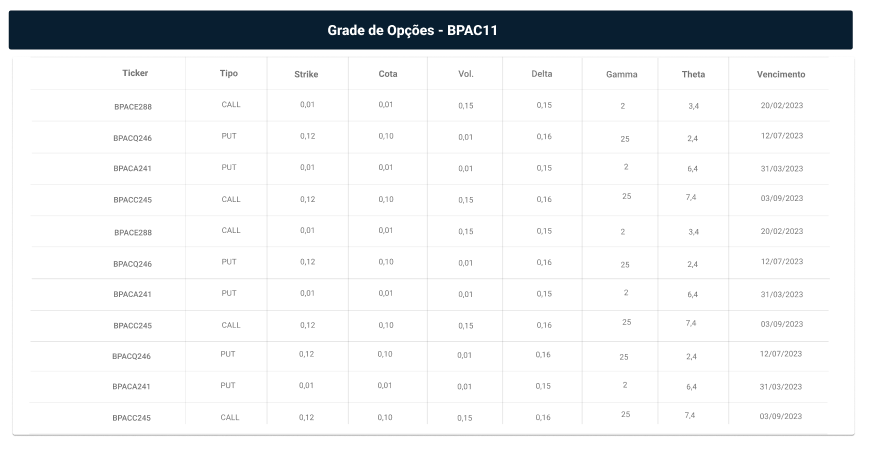 Grade de Opções - BPAC11
Ticker Tipo Strike Cota Vol. Delta Gamma Theta Vencimento
BPACE288 CALL 0,01 0,01 0,15 0,15 2 3,4 20/02/2023
BPACQ246 PUT 0,12 0,10 0,01 0,16 25 2,4 12/07/2023
BPACA241 PUT 0,01 0,01 0,01 0,15 2 6,4 31/03/2023
BPACC245 CALL 0,12 0,10 0,15 0,16 25 7,4 03/09/2023
BPACE288 CALL 0,01 0,01 0,15 0,15 2 3,4 20/02/2023
BPACQ246 PUT 0,12 0,10 0,01 0,16 25 2,4 12/07/2023
BPACA241 PUT 0,01 0,01 0,01 0,15 2 6,4 31/03/2023
BPACC245 CALL 0,12 0,10 0,15 0,16 25 7,4 03/09/2023
BPACQ246 PUT 0,12 0,10 0,01 0,16 25 2,4 12/07/2023
BPACA241 PUT 0,01 0,01 0,01 0,15 2 6,4 31/03/2023
BPACC245 CALL 0,12 0,10 0,15 0,16 25 7,4 03/09/2023